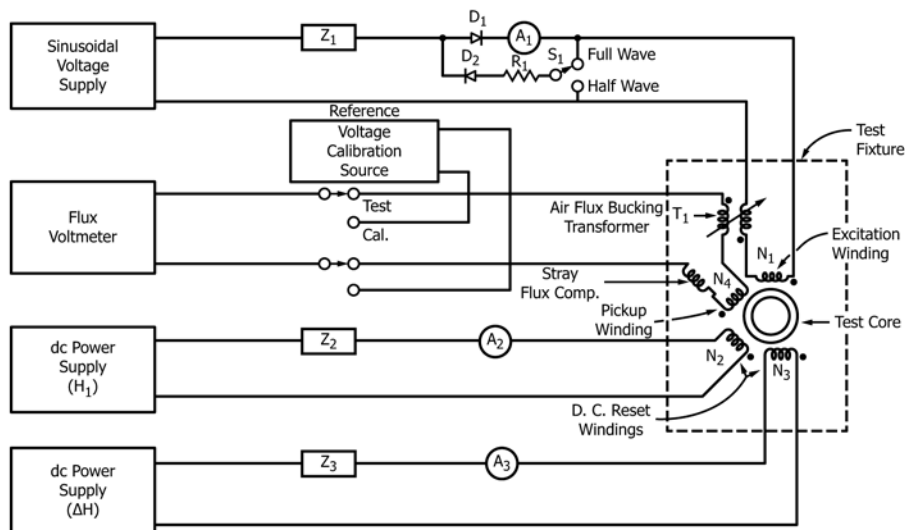 Sinusoidal
Voltage
Supply
Z1
D1
A1
D2
R1
S1
Full Wave
Half Wave
Reference
Voltage
Calibration
Source
Test
Fixture
Flux
Voltmeter
Test
Cal.
Air Flux Bucking
Transformer
T1
N1
Excitation
Winding
Stray
Flux Comp.
N4
Pickup
Winding
Test Core
dc Power
Supply
(H1)
Z2
A2
N2
N3
D. C. Reset
Windings
dc Power
Supply
(ΔH)
Z3
A3